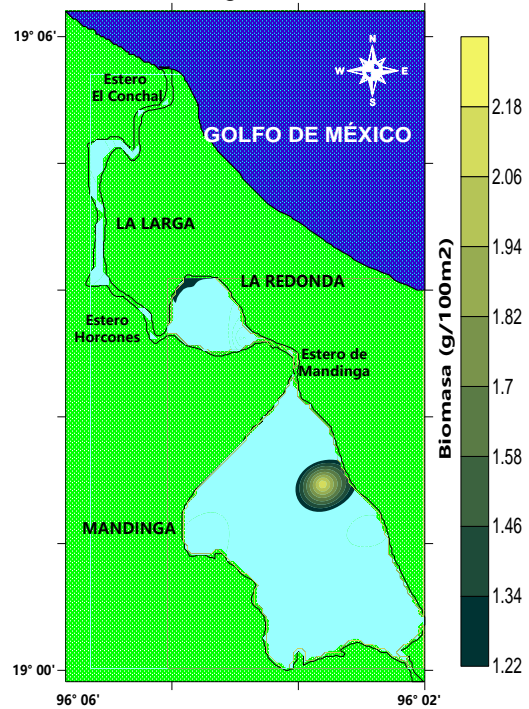 19° 06'
N
W
E
S
Estero
El Conchal
GOLFO DE MÉXICO
LA LARGA
LA REDONDA
Estero
Horcones
Estero de
Mandinga
MANDINGA
19° 00'
96° 06'
96° 02'
Biomasa (g/100m2)
2.18
2.06
1.94
1.82
1.7
1.58
1.46
1.34
1.22